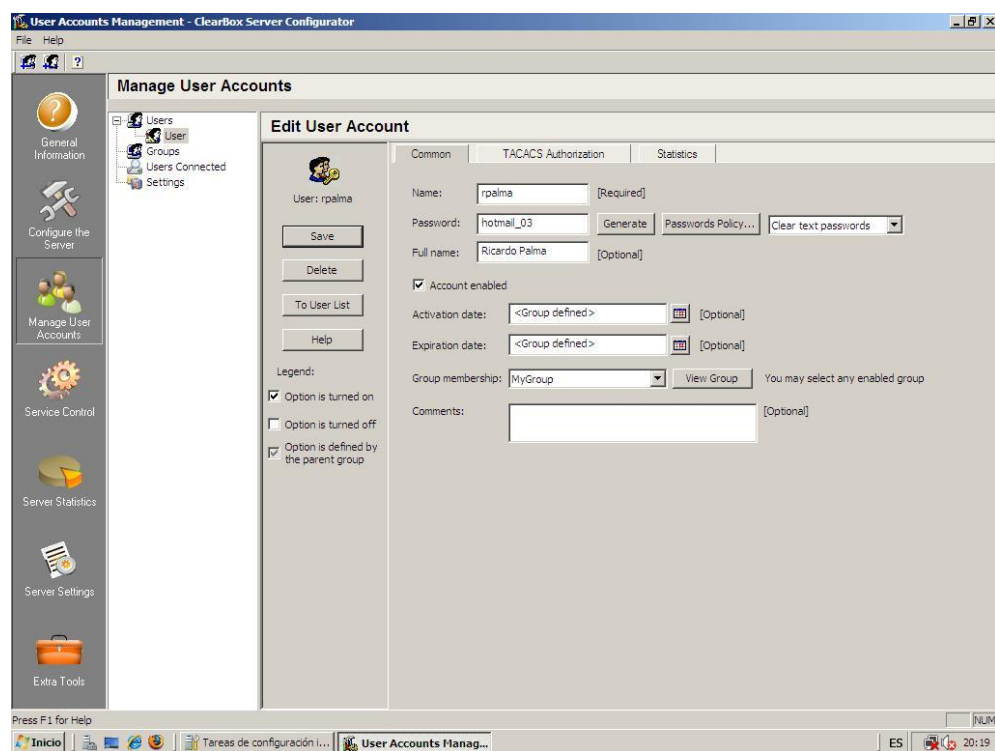 User Accounts Management - ClearBox Server Configurator
File Help
Manage User Accounts
General Information
Configure the Server
Manage User Accounts
Service Control
Server Statistics
Server Settings
Extra Tools
Users
User
Groups
Users Connected
Settings
Edit User Account
User: rpalma
Save
Delete
To User List
Help
Legend:
Option is turned on
Option is turned off
Option is defined by
the parent group
Common TACACS Authorization Statistics
Name: rpalma [Required]
Password: hotmail_03 Generate Passwords Policy... Clear text passwords
Full name: Ricardo Palma [Optional]
Account enabled
Activation date: <Group defined> [Optional]
Expiration date: <Group defined> [Optional]
Group membership: MyGroup View Group You may select any enabled group
Comments: [Optional]
Press F1 for Help NUM
Inicio Tareas de configuración i... User Accounts Manag... ES 20:19